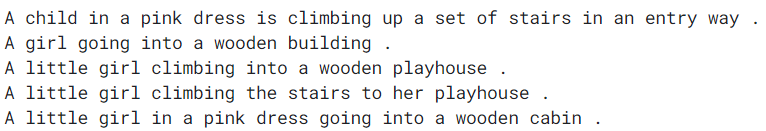 A child in a pink dress is climbing up a set of stairs in an entry way .
A girl going into a wooden building .
A little girl climbing into a wooden playhouse .
A little girl climbing the stairs to her playhouse .
A little girl in a pink dress going into a wooden cabin .